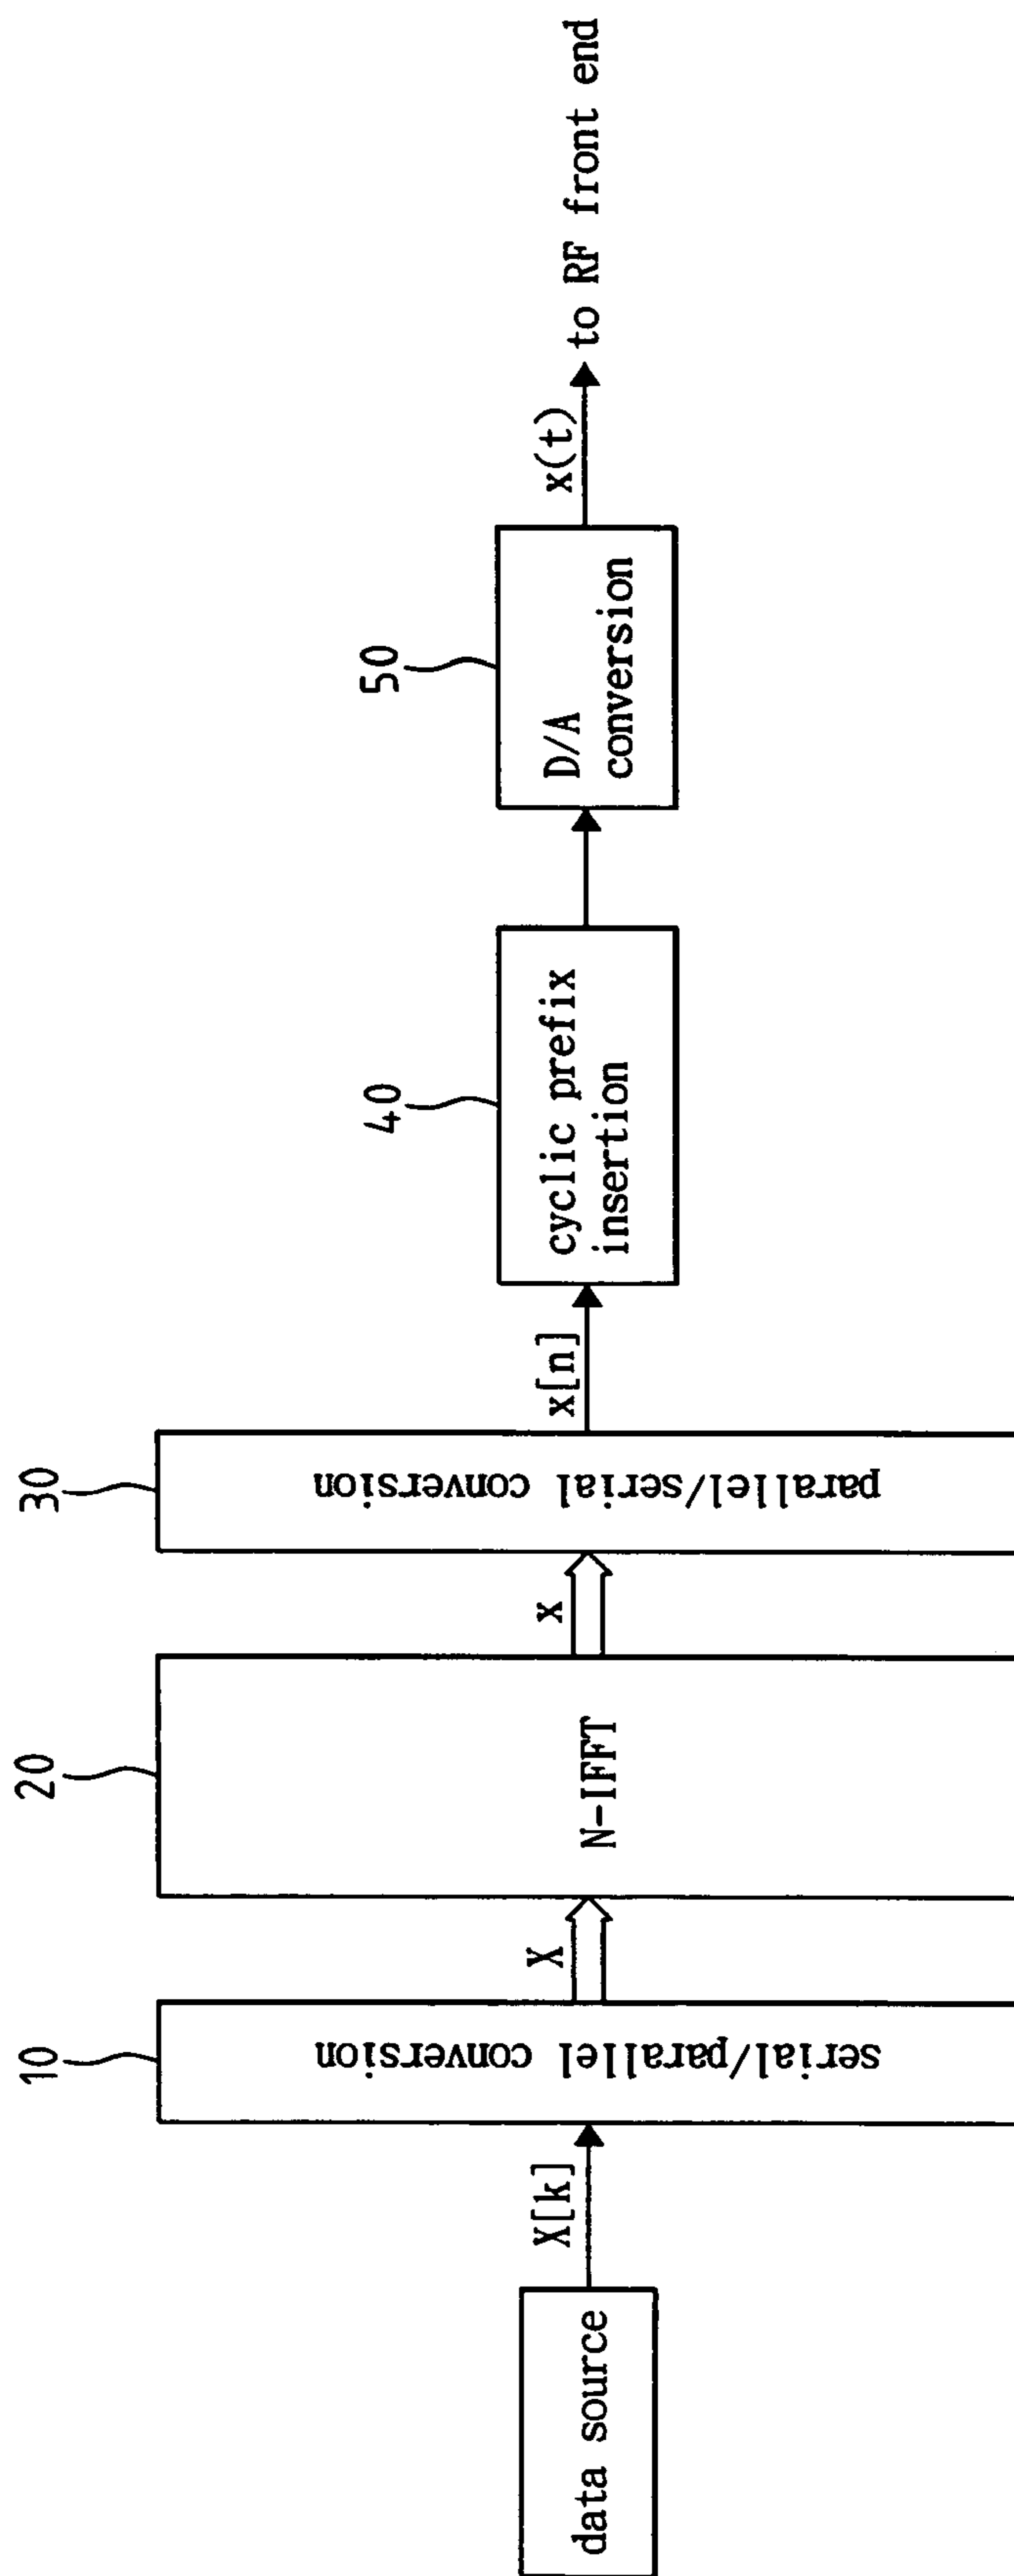 data source
X[k]
10
serial/parallel conversion
X
20
N-IFFT
x
30
parallel/serial conversion
x[n]
40
cyclic prefix
insertion
50
D/A
conversion
x(t)
to RF front end